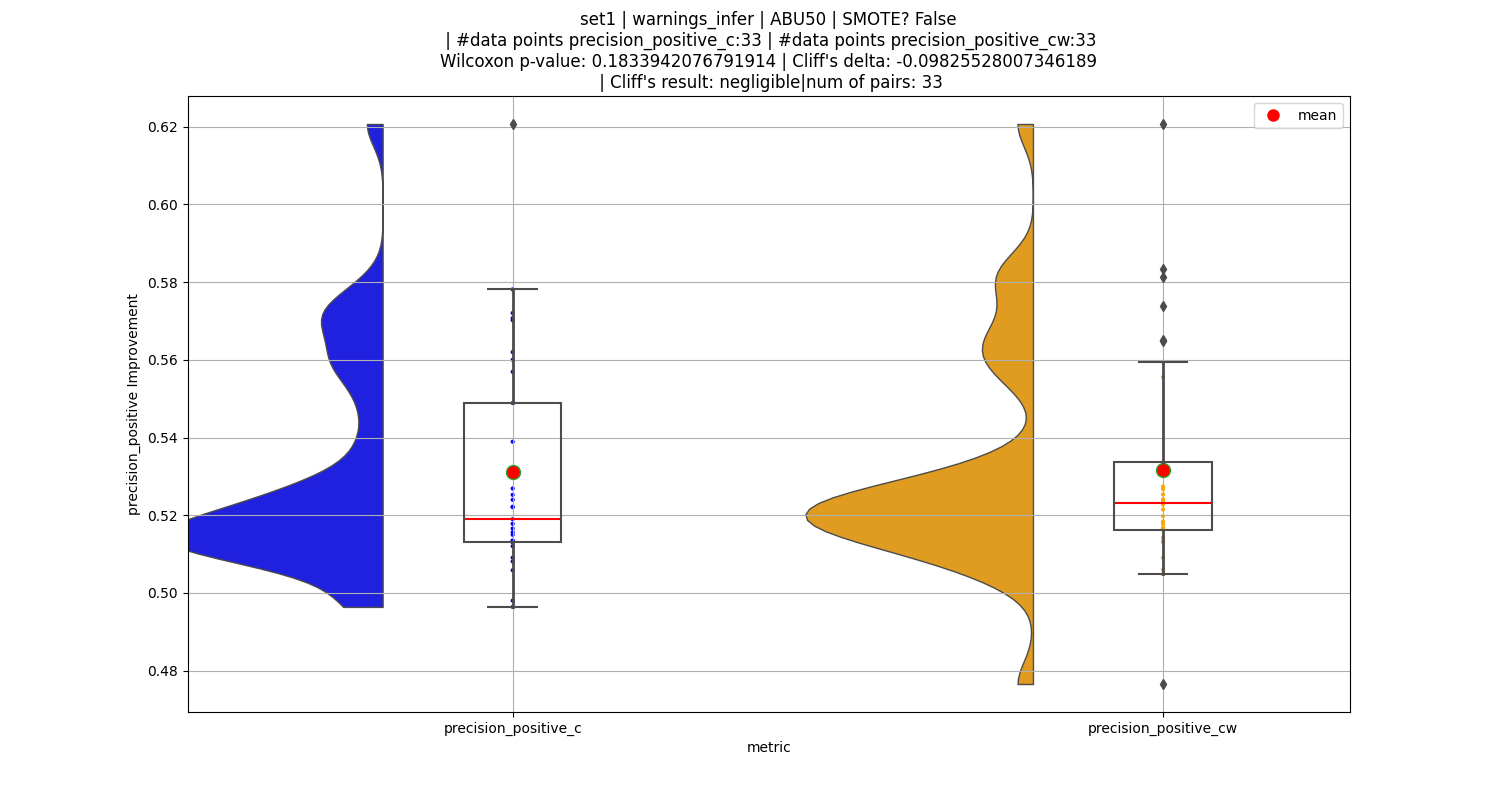 set1 | warnings_infer | ABU50 | SMOTE? False
| #data points precision_positive_c:33 | #data points precision_positive_cw:33
Wilcoxon p-value: 0.1833942076791914 | Cliff's delta: -0.09825528007346189
| Cliff's result: negligible|num of pairs: 33
mean
0.62
0.60
0.58
0.56
0.54
0.52
0.50
0.48
precision_positive Improvement
precision_positive_c
precision_positive_cw
metric